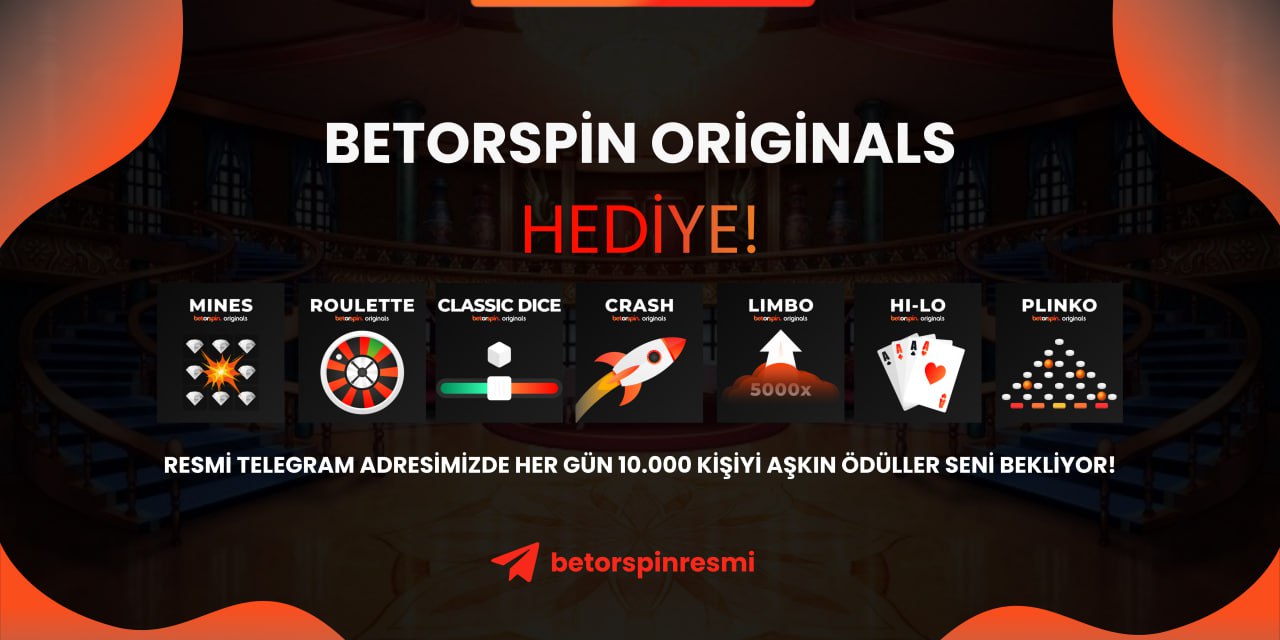 BETORSPİN ORİGİNALS
HEDİYE!
MINES ROULETTE CLASSIC DICE CRASH LIMBO HI-LO PLINKO
betorspin. originals betorspin. originals betorspin. originals betorspin. originals betorspin. originals betorspin. originals betorspin. originals
A A A A
5000x
RESMİ TELEGRAM ADRESİMİZDE HER GÜN 10.000 KİŞİYİ AŞKIN ÖDÜLLER SENİ BEKLİYOR!
betorspinresmi